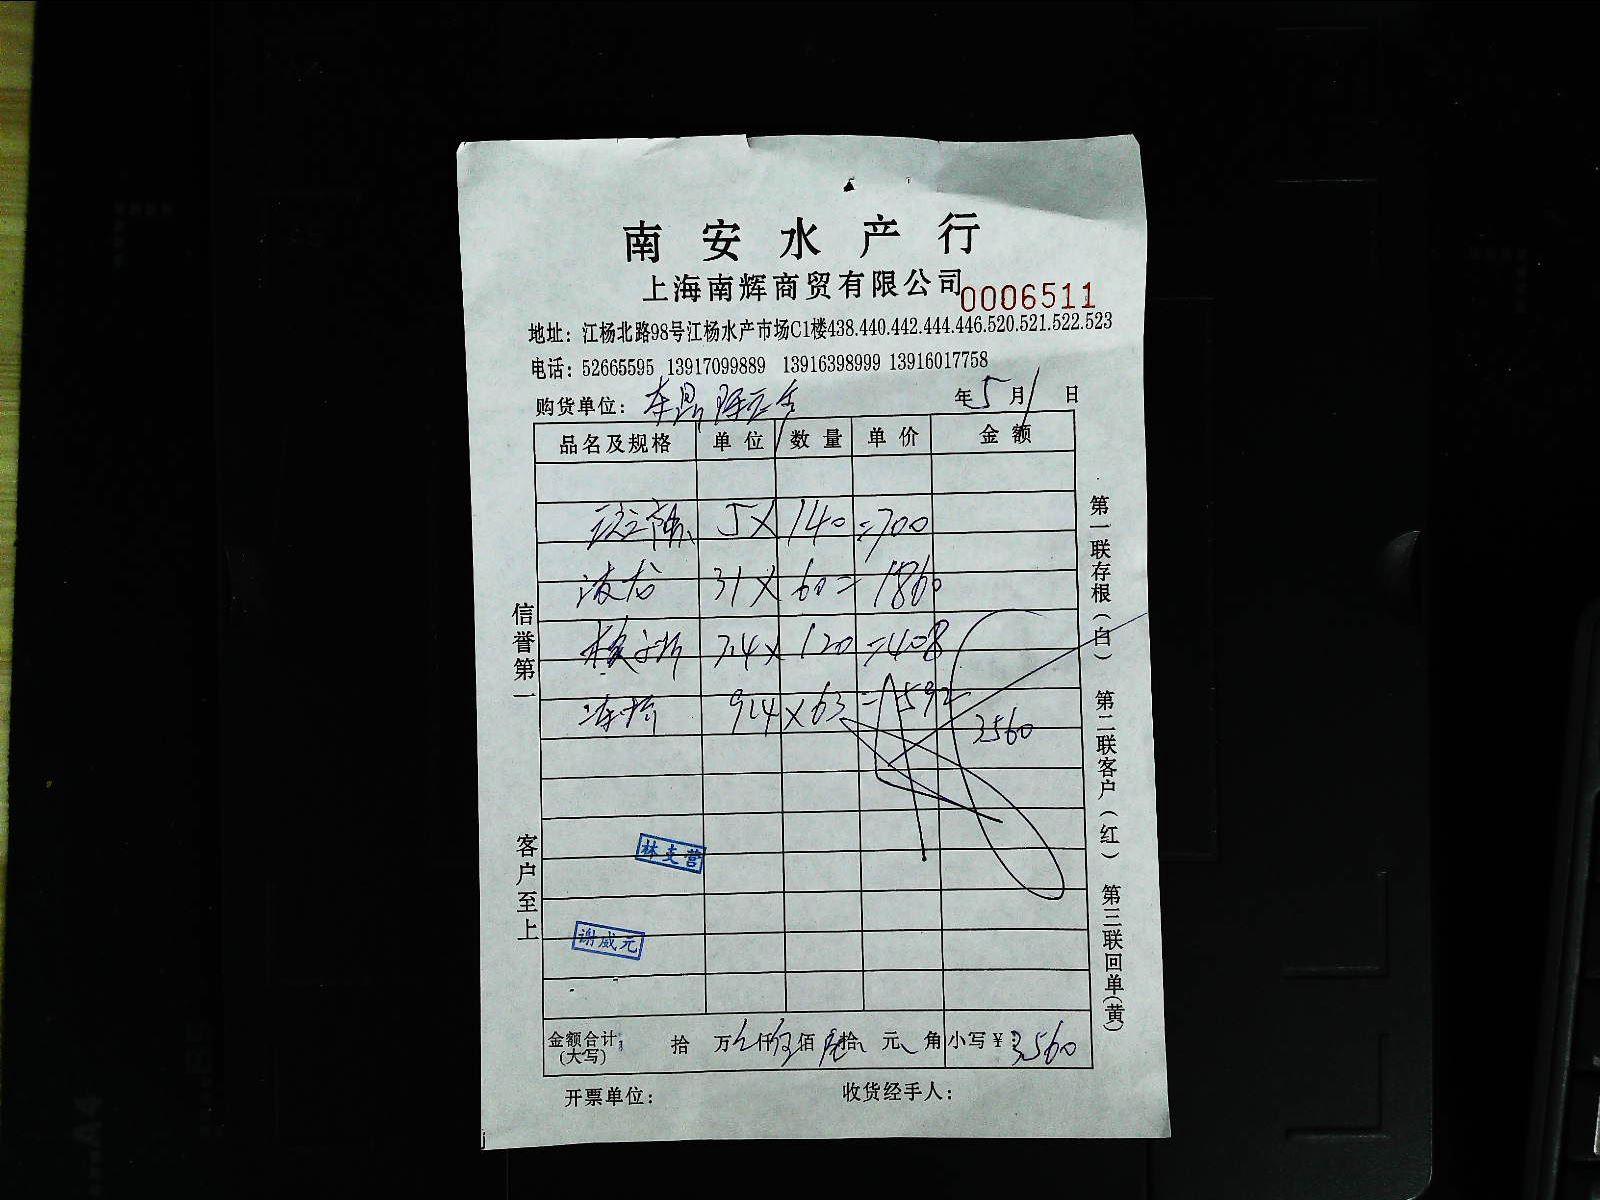 南安水产行
上海南辉商贸有限公司 0006511
地址：江杨北路98号江杨水产市场C1楼438.440.442.444.446.520.521.522.523
电话：52665595 13917099889 13916398999 13916017758
购货单位： 年 5 月 1 日
品名及规格 单位 数量 单价 金额
5 X 140 =700
31 X 60 = 1860
3.4 X 120 =408
9.4 X 63 =592
3560
信誉第一
客户至上
第一联存根（白） 第二联客户（红） 第三联回单（黄）
林支营
谢威元
金额合计：（大写） 拾 万 仟 伍 佰 陆 拾 元 角 小写￥：3560
开票单位： 收货经手人：